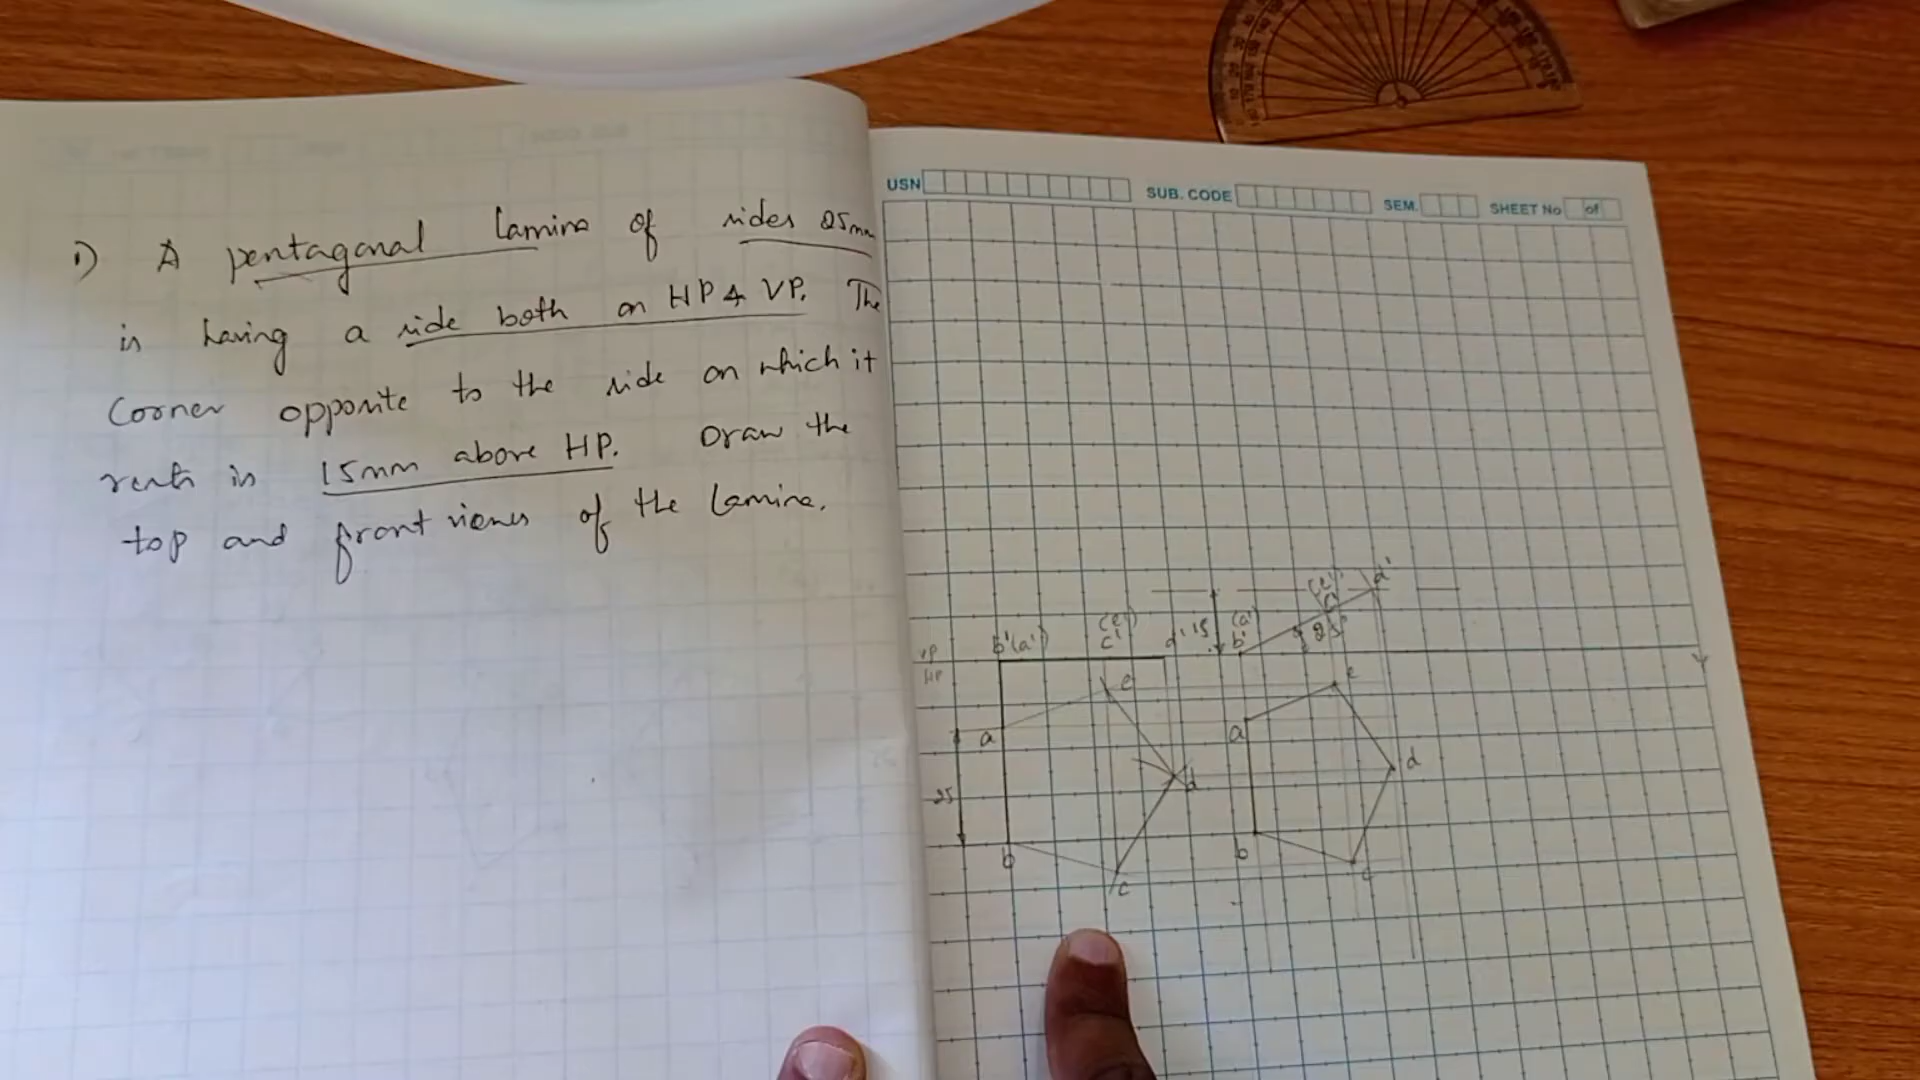 1) A pentagonal lamina of sides 25mm
is having a side both on HP & VP. The
Corner opposite to the side on which it
rests is 15mm above HP. Draw the
top and front views of the lamina.
USN
SUB. CODE
SEM.
SHEET No of
VP
HP
b'(a')
(e')
c'
d'
15
(a')
b'
(e')
c'
d'
25°
a
b
c
d
e
25
a
b
c
d
e